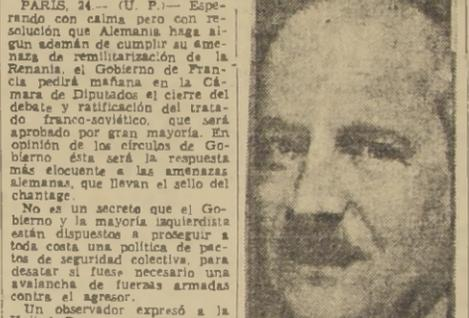 PARIS, 24.— (U. P.)— Espe-
rando con calma pero con re-
solución que Alemania haga al-
gún ademán de cumplir su ame-
naza de remilitarización de la
Renania, el Gobierno de Fran-
cia pedirá mañana en la Cá-
mara de Diputados el cierre del
debate y ratificación del trata-
do franco-soviético, que será
aprobado por gran mayoría. En
opinión de los círculos de Go-
bierno ésta será la respuesta
más elocuente a las amenazas
alemanas, que llevan el sello del
chantage.
No es un secreto que el Go-
bierno y la mayoría izquierdista
están dispuestos a proseguir a
toda costa una política de pac-
tos de seguridad colectiva, para
desatar si fuese necesario una
avalancha de fuerzas armadas
contra el agresor.
Un observador expresó a la